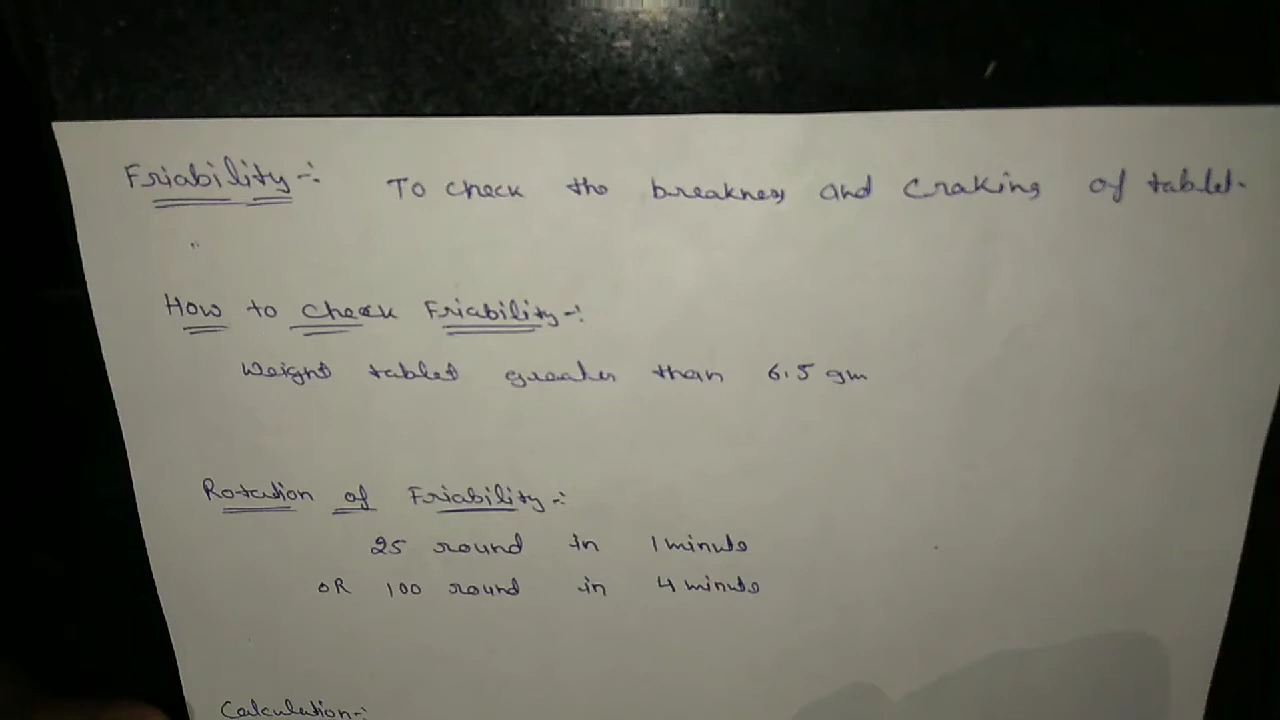 Friability :-
To check the breakness and craking of tablet.
How to check Friability :-
Weight tablet greater than 6.5 gm
Rotation of Friability :-
25 round in 1 minute
OR 100 round in 4 minute
Calculation :-